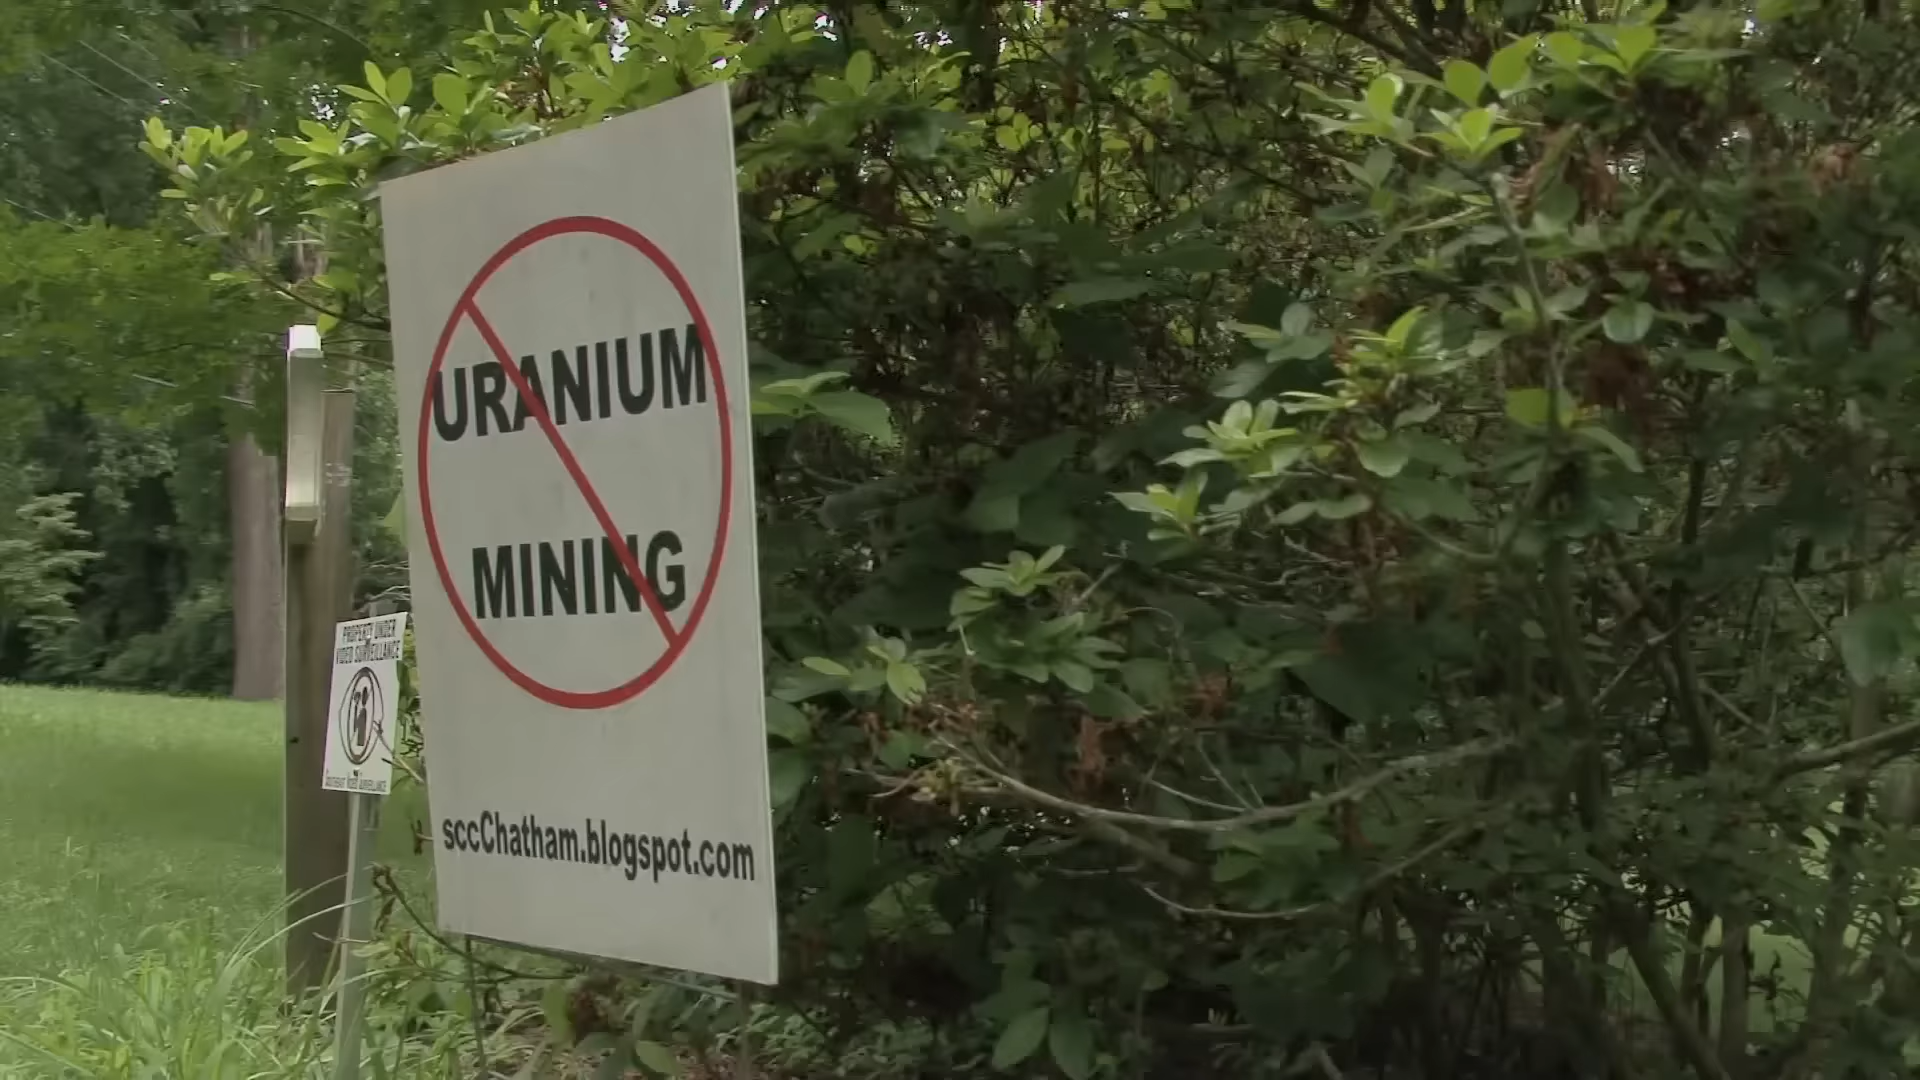 URANIUM
MINING
sccChatham.blogspot.com
PROPERTY UNDER
VIDEO SURVEILLANCE